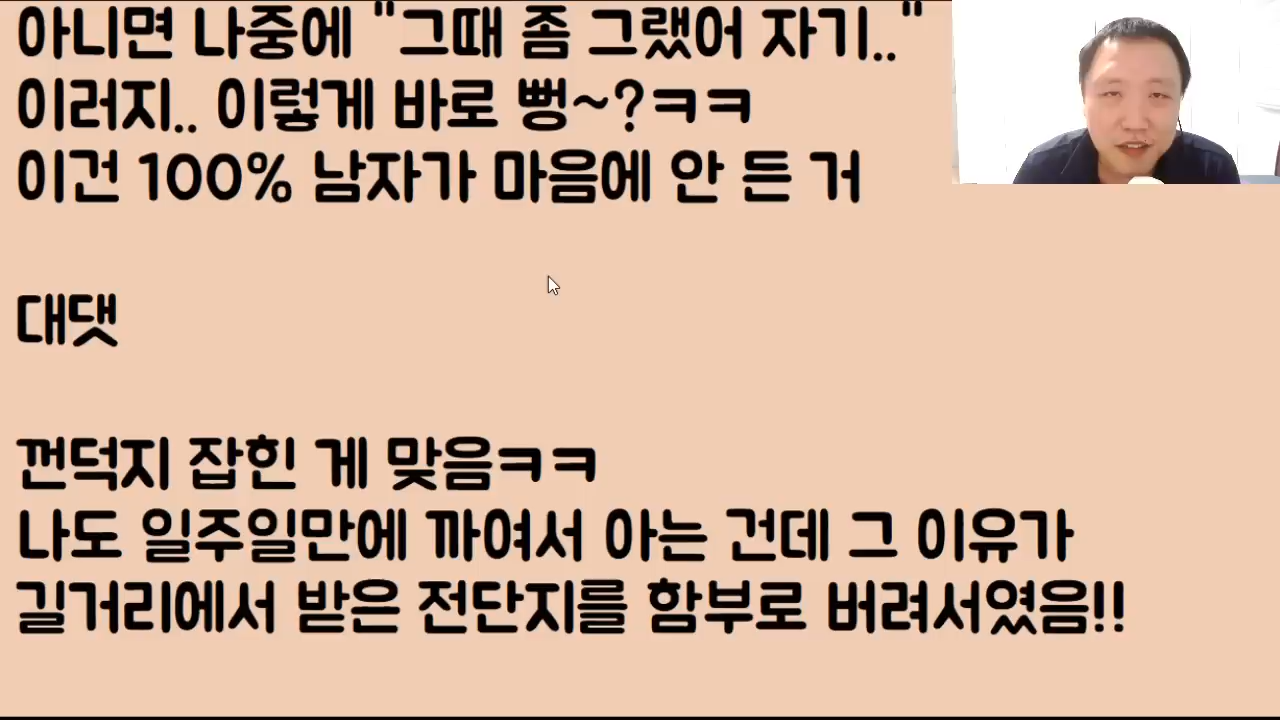 아니면 나중에 "그때 좀 그랬어 자기.."
이러지.. 이렇게 바로 뻥~?ㅋㅋ
이건 100% 남자가 마음에 안 든 거
대댓
껀덕지 잡힌 게 맞음ㅋㅋ
나도 일주일만에 까여서 아는 건데 그 이유가
길거리에서 받은 전단지를 함부로 버려서였음!!